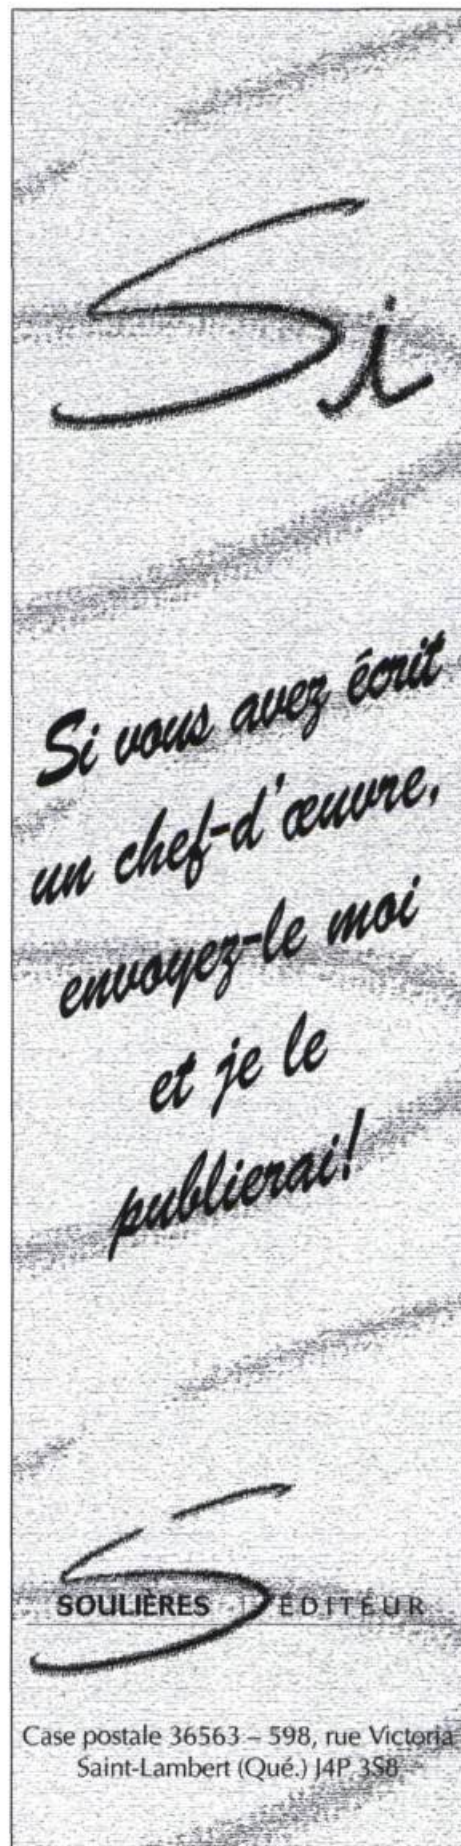 Si
Si vous avez écrit
un chef-d'œuvre,
envoyez-le moi
et je le
publierai!
SOULIÈRES ÉDITEUR
Case postale 36563 – 598, rue Victoria
Saint-Lambert (Qué.) J4P 3S8